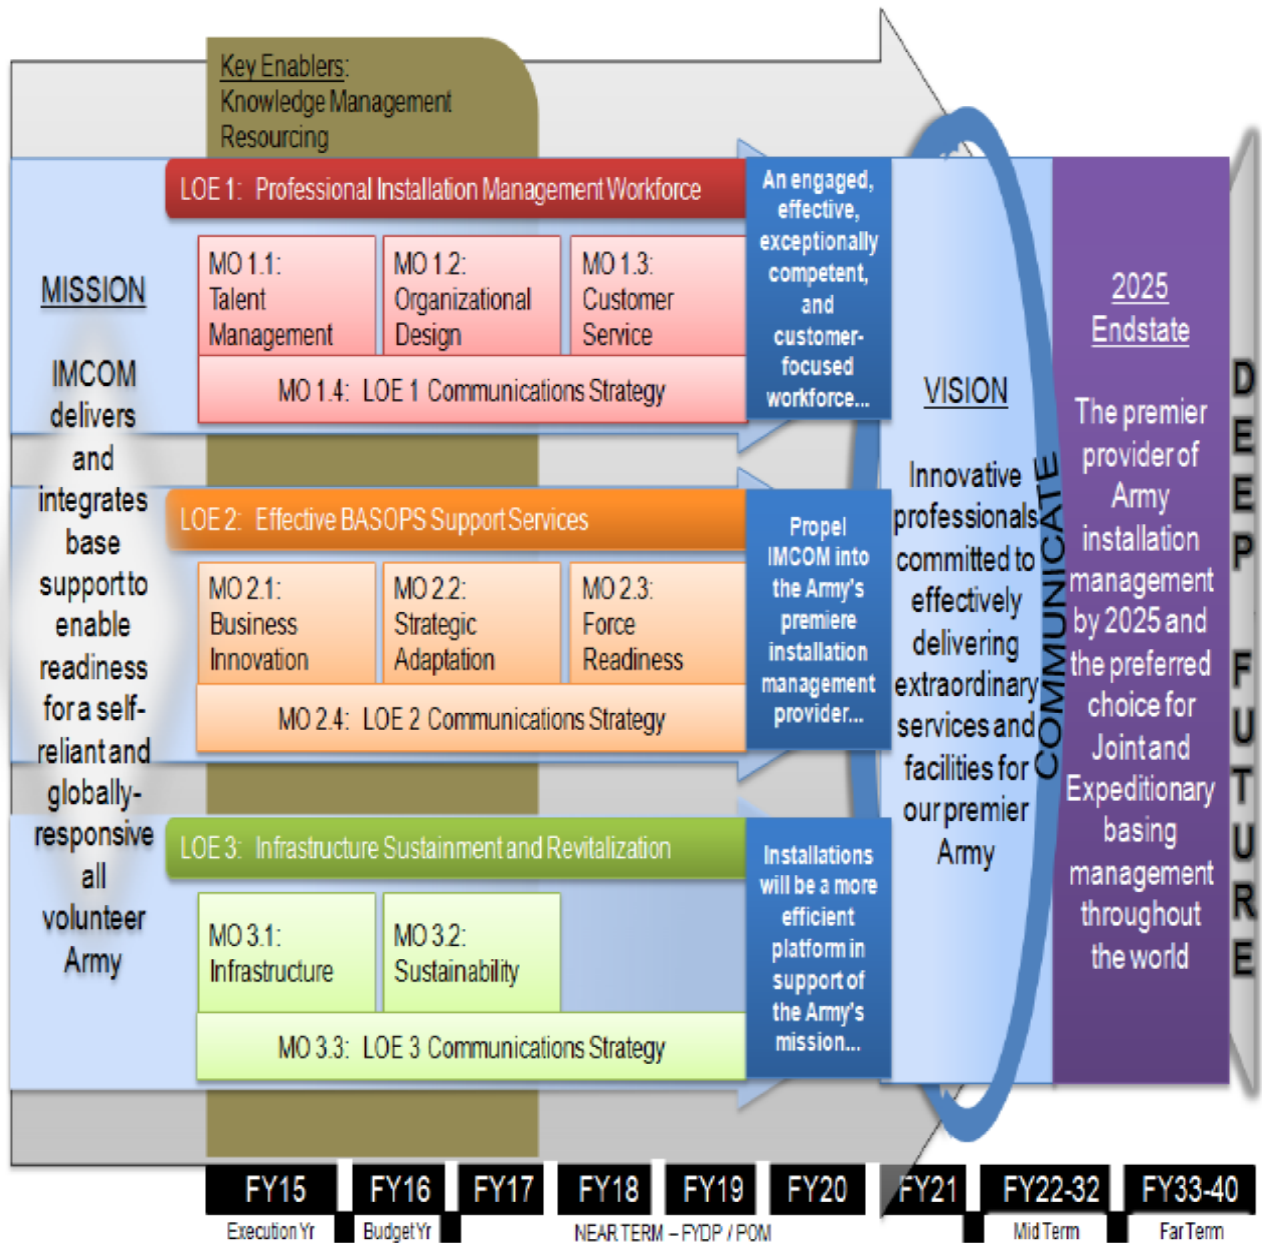 Key Enablers:
Knowledge Management
Resourcing
MISSION
IMCOM
delivers
and
integrates
base
support to
enable
readiness
for a self-
reliant and
globally-
responsive
all
volunteer
Army
LOE 1: Professional Installation Management Workforce
MO 1.1:
Talent
Management
MO 1.2:
Organizational
Design
MO 1.3:
Customer
Service
MO 1.4: LOE 1 Communications Strategy
An engaged,
effective,
exceptionally
competent,
and
customer-
focused
workforce...
LOE 2: Effective BASOPS Support Services
MO 2.1:
Business
Innovation
MO 2.2:
Strategic
Adaptation
MO 2.3:
Force
Readiness
MO 2.4: LOE 2 Communications Strategy
Propel
IMCOM into
the Army's
premiere
installation
management
provider...
LOE 3: Infrastructure Sustainment and Revitalization
MO 3.1:
Infrastructure
MO 3.2:
Sustainability
MO 3.3: LOE 3 Communications Strategy
Installations
will be a more
efficient
platform in
support of
the Army's
mission...
VISION
Innovative
professionals
committed to
effectively
delivering
extraordinary
services and
facilities for
our premier
Army
COMMUNICATE
2025
Endstate
The premier
provider of
Army
installation
management
by 2025 and
the preferred
choice for
Joint and
Expeditionary
basing
management
throughout
the world
DEEP FUTURE
FY15
FY16
FY17
FY18
FY19
FY20
FY21
FY22-32
FY33-40
Execution Yr
Budget Yr
NEAR TERM – FYDP / POM
Mid Term
Far Term